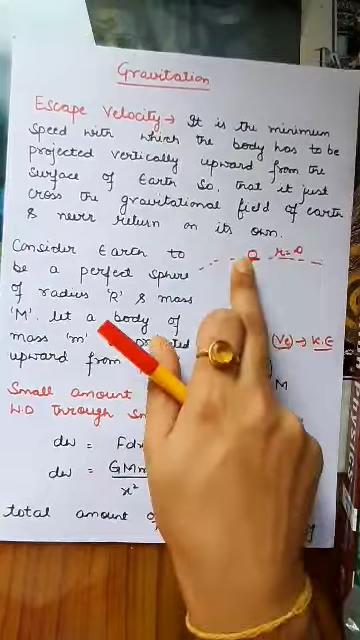 Gravitation
Escape Velocity → It is the minimum
speed with which the body has to be
projected vertically upward from the
surface of Earth so, that it just
cross the gravitational field of earth
& never return on its own.
Consider Earth to
be a perfect sphere
of radius 'R' & mass
'M'. Let a body of
mass 'm'
upward from
(Ve) → K.E
M
Small amount
W.D through
dw = Fdx
dw = GMm
x²
total amount